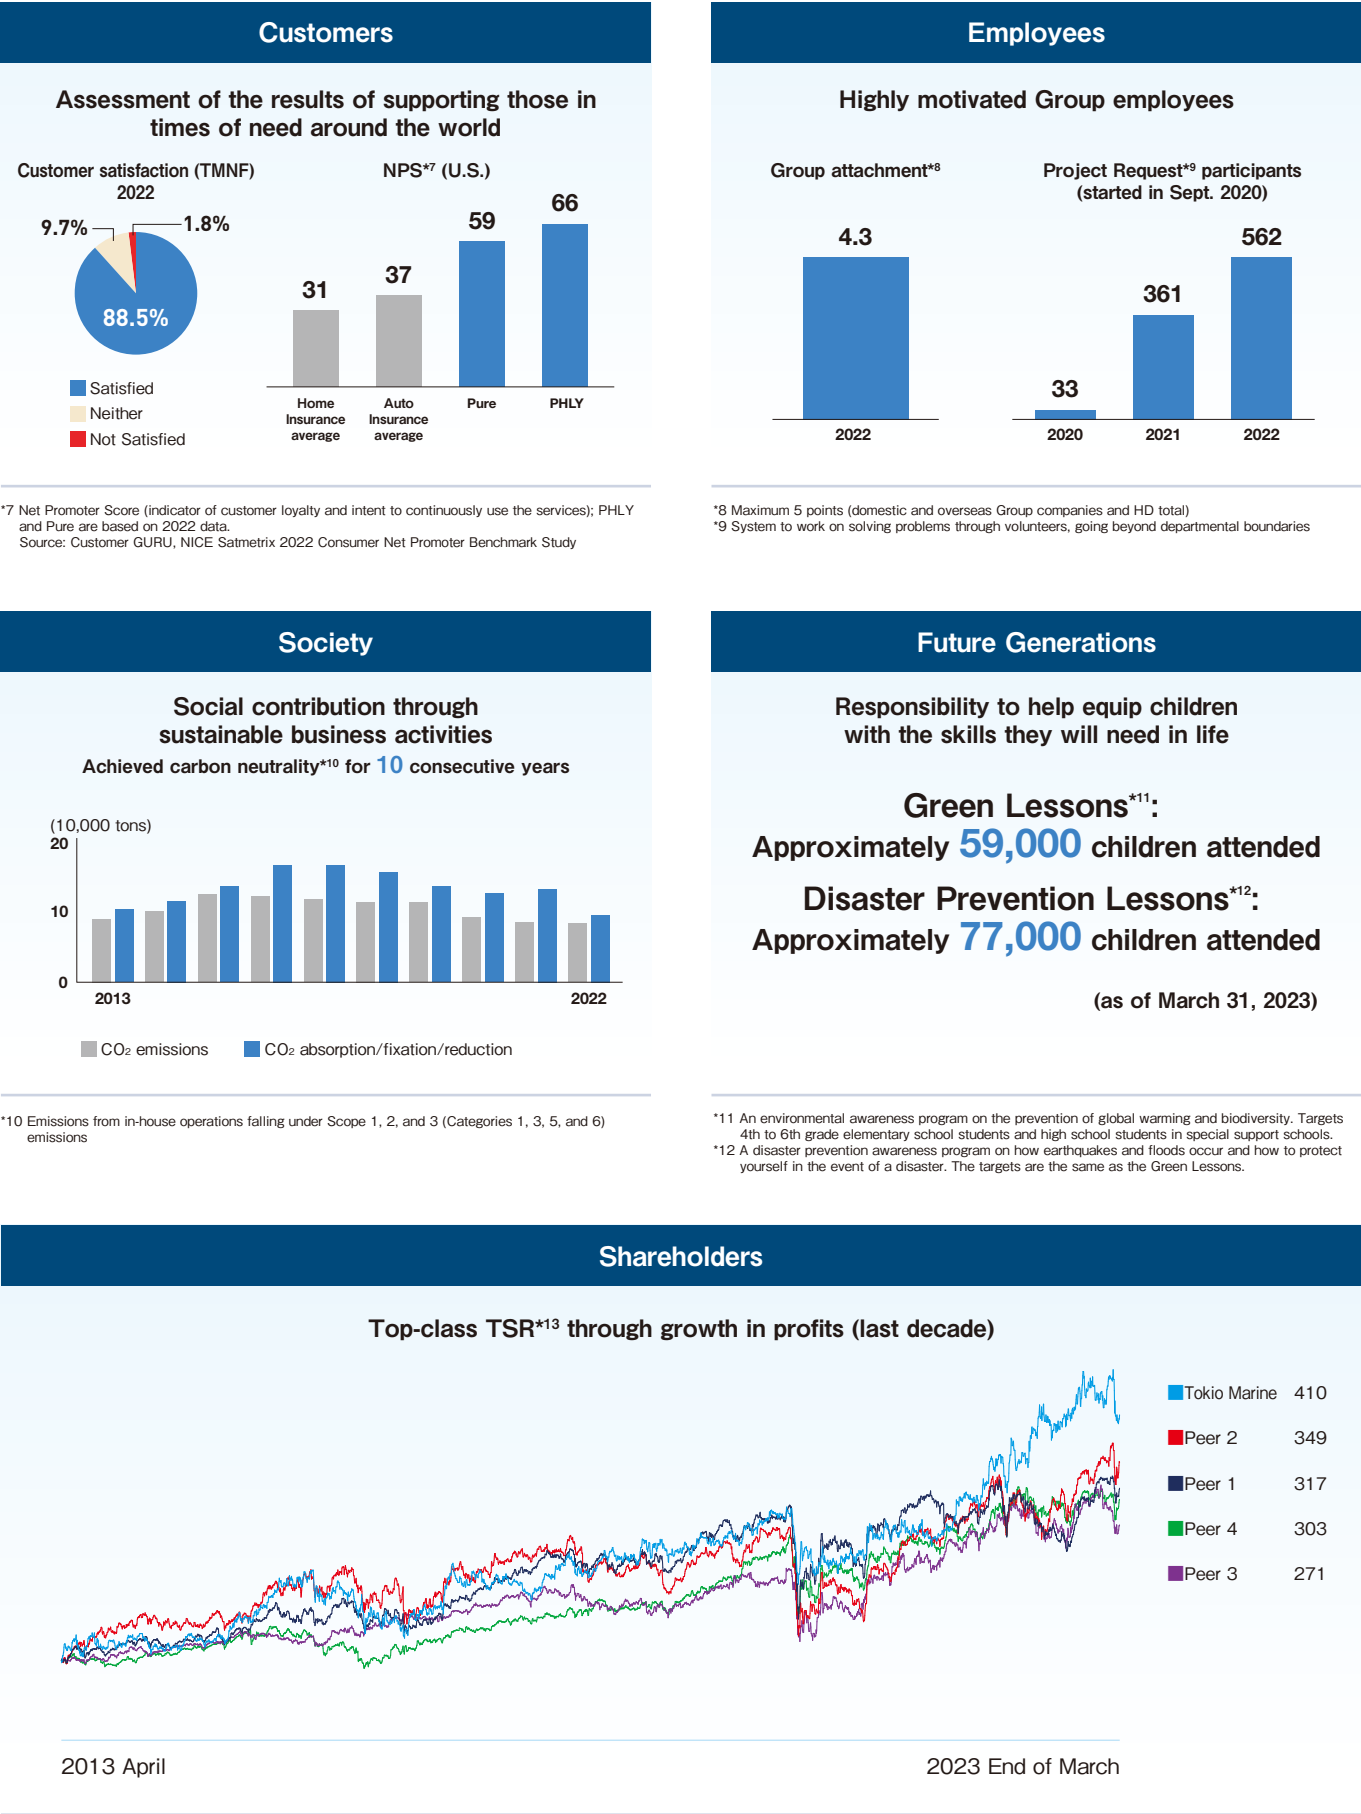 Customers
Assessment of the results of supporting those in
times of need around the world
Customer satisfaction (TMNF)
2022
9.7%
1.8%
88.5%
Satisfied
Neither
Not Satisfied
NPS*7 (U.S.)
31
37
59
66
Home
Insurance
average
Auto
Insurance
average
Pure
PHLY
*7 Net Promoter Score (indicator of customer loyalty and intent to continuously use the services); PHLY
and Pure are based on 2022 data.
Source: Customer GURU, NICE Satmetrix 2022 Consumer Net Promoter Benchmark Study
Employees
Highly motivated Group employees
Group attachment*8
4.3
2022
Project Request*9 participants
(started in Sept. 2020)
33
361
562
2020
2021
2022
*8 Maximum 5 points (domestic and overseas Group companies and HD total)
*9 System to work on solving problems through volunteers, going beyond departmental boundaries
Society
Social contribution through
sustainable business activities
Achieved carbon neutrality*10 for 10 consecutive years
(10,000 tons)
20
10
0
2013
2022
CO2 emissions
CO2 absorption/fixation/reduction
*10 Emissions from in-house operations falling under Scope 1, 2, and 3 (Categories 1, 3, 5, and 6)
emissions
Future Generations
Responsibility to help equip children
with the skills they will need in life
Green Lessons*11:
Approximately 59,000 children attended
Disaster Prevention Lessons*12:
Approximately 77,000 children attended
(as of March 31, 2023)
*11 An environmental awareness program on the prevention of global warming and biodiversity. Targets
4th to 6th grade elementary school students and high school students in special support schools.
*12 A disaster prevention awareness program on how earthquakes and floods occur and how to protect
yourself in the event of a disaster. The targets are the same as the Green Lessons.
Shareholders
Top-class TSR*13 through growth in profits (last decade)
Tokio Marine 410
Peer 2 349
Peer 1 317
Peer 4 303
Peer 3 271
2013 April
2023 End of March